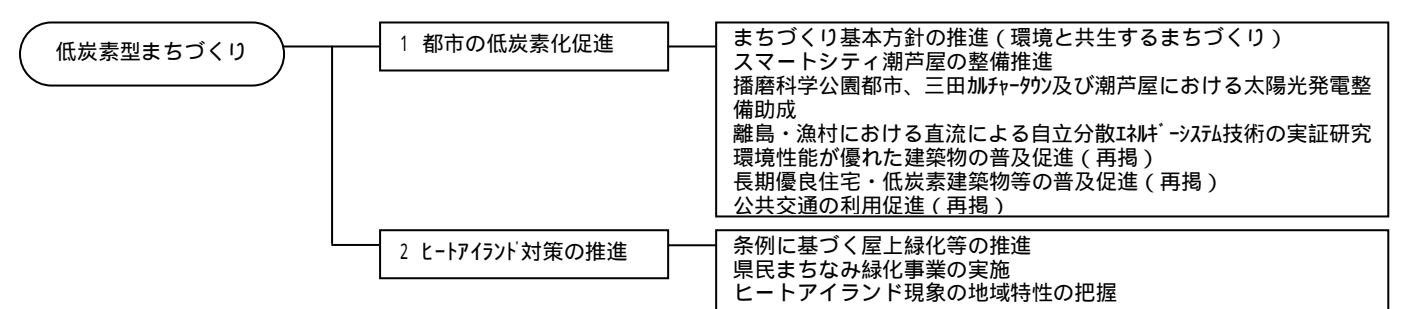 低炭素型まちづくり
1 都市の低炭素化促進
まちづくり基本方針の推進（環境と共生するまちづくり）
スマートシティ潮芦屋の整備推進
播磨科学公園都市、三田ｶﾙﾁｬｰﾀｳﾝ及び潮芦屋における太陽光発電整
備助成
離島・漁村における直流による自立分散ｴﾈﾙｷﾞｰｼｽﾃﾑ技術の実証研究
環境性能が優れた建築物の普及促進（再掲）
長期優良住宅・低炭素建築物等の普及促進（再掲）
公共交通の利用促進（再掲）
2 ﾋｰﾄｱｲﾗﾝﾄﾞ対策の推進
条例に基づく屋上緑化等の推進
県民まちなみ緑化事業の実施
ヒートアイランド現象の地域特性の把握